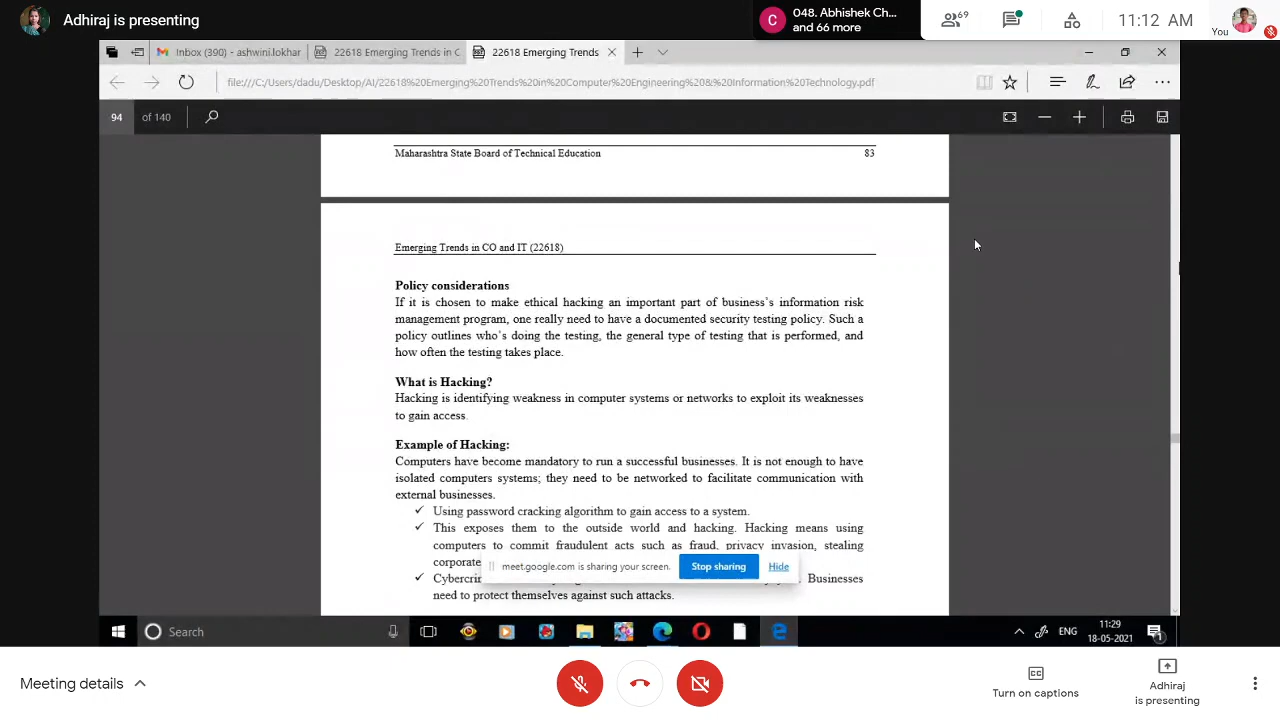 Adhiraj is presenting
C
048. Abhishek Ch...
and 66 more
69
11:12 AM
You
Inbox (390) - ashwini.lokhar
22618 Emerging Trends in C
22618 Emerging Trends
file:///C:/Users/dadu/Desktop/AI/22618%20Emerging%20Trends%20in%20Computer%20Engineering%20&%20Information%20Technology.pdf
94 of 140
Maharashtra State Board of Technical Education 83
Emerging Trends in CO and IT (22618)
Policy considerations
If it is chosen to make ethical hacking an important part of business's information risk
management program, one really need to have a documented security testing policy. Such a
policy outlines who's doing the testing, the general type of testing that is performed, and
how often the testing takes place.
What is Hacking?
Hacking is identifying weakness in computer systems or networks to exploit its weaknesses
to gain access.
Example of Hacking:
Computers have become mandatory to run a successful businesses. It is not enough to have
isolated computers systems; they need to be networked to facilitate communication with
external businesses.
✓ Using password cracking algorithm to gain access to a system.
✓ This exposes them to the outside world and hacking. Hacking means using
computers to commit fraudulent acts such as fraud, privacy invasion, stealing
corporate
meet.google.com is sharing your screen. Stop sharing Hide
✓ Cybercri Businesses
need to protect themselves against such attacks.
Search
ENG
11:29
18-05-2021
1
Meeting details
CC
Turn on captions
Adhiraj
is presenting